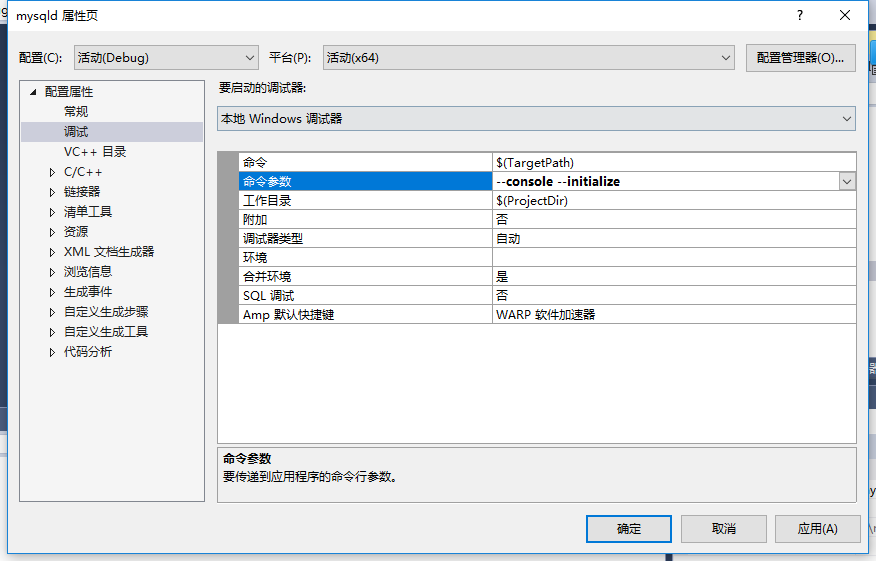 mysqld 属性页
配置(C): 活动(Debug) 平台(P): 活动(x64) 配置管理器(O)...
配置属性
常规
调试
VC++ 目录
C/C++
链接器
清单工具
资源
XML 文档生成器
浏览信息
生成事件
自定义生成步骤
自定义生成工具
代码分析
要启动的调试器:
本地 Windows 调试器
命令 $(TargetPath)
命令参数 --console --initialize
工作目录 $(ProjectDir)
附加 否
调试器类型 自动
环境
合并环境 是
SQL 调试 否
Amp 默认快捷键 WARP 软件加速器
命令参数
要传递到应用程序的命令行参数。
确定 取消 应用(A)